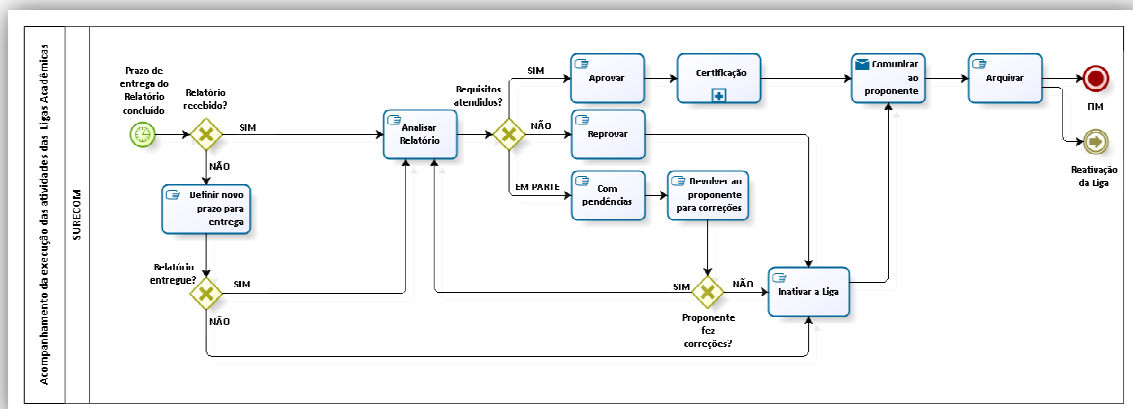 Acompanhamento da execução das atividades das Ligas Acadêmicas
SURECOM
Prazo de
entrega do
Relatório
concluído
Relatório
recebido?
SIM
NÃO
Definir novo
prazo para
entrega
Relatório
entregue?
SIM
NÃO
Analisar
Relatório
Requisitos
atendidos?
SIM
NÃO
EM PARTE
Aprovar
Certificação
Reprovar
Com
pendências
Devolver ao
proponente
para correções
SIM
NÃO
Proponente
fez
correções?
Inativar a Liga
Comunicar
ao
proponente
Arquivar
FIM
Reativação
da Liga